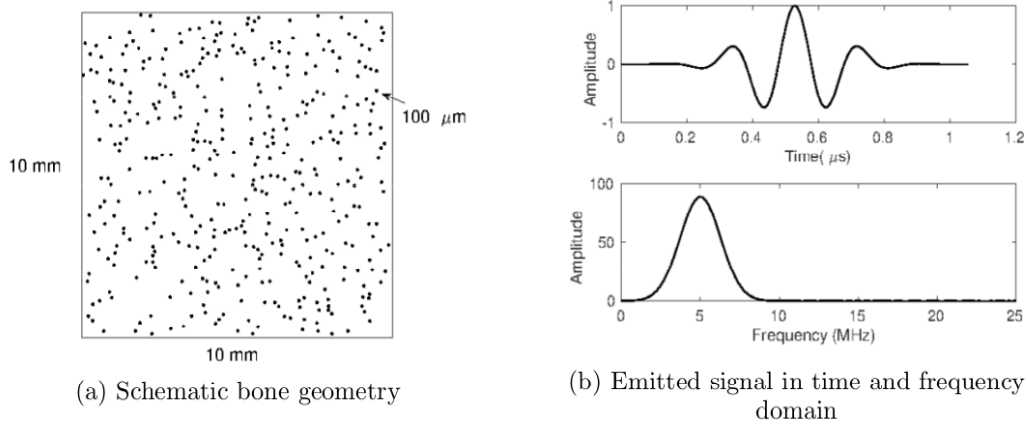 100 μm
10 mm
10 mm
(a) Schematic bone geometry
1
0
-1
Amplitude
0 0.2 0.4 0.6 0.8 1 1.2
Time( μs)
100
50
0
Amplitude
0 5 10 15 20 25
Frequency (MHz)
(b) Emitted signal in time and frequency
domain